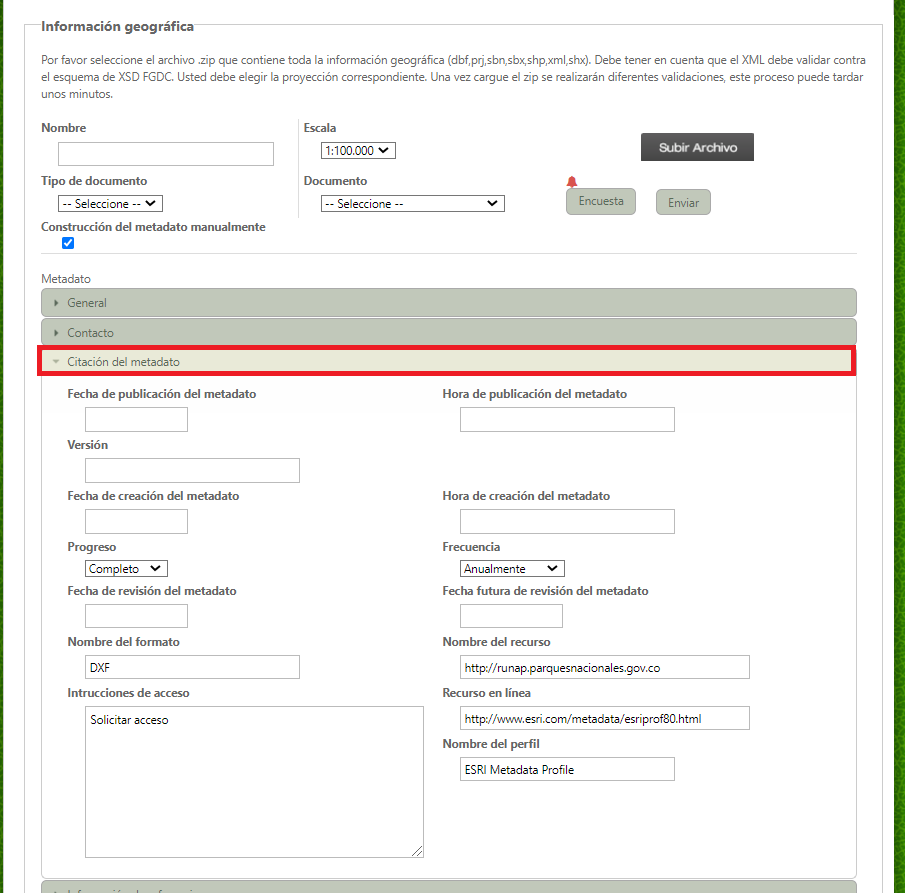 Información geográfica
Por favor seleccione el archivo .zip que contiene toda la información geográfica (dbf,prj,sbn,sbx,shp,xml,shx). Debe tener en cuenta que el XML debe validar contra
el esquema de XSD FGDC. Usted debe elegir la proyección correspondiente. Una vez cargue el zip se realizarán diferentes validaciones, este proceso puede tardar
unos minutos.
Nombre
Escala
1:100.000
Subir Archivo
Tipo de documento
Documento
-- Seleccione --
-- Seleccione --
Encuesta
Enviar
Construcción del metadato manualmente
Metadato
General
Contacto
Citación del metadato
Fecha de publicación del metadato
Hora de publicación del metadato
Versión
Fecha de creación del metadato
Hora de creación del metadato
Progreso
Frecuencia
Completo
Anualmente
Fecha de revisión del metadato
Fecha futura de revisión del metadato
Nombre del formato
Nombre del recurso
DXF
http://runap.parquesnacionales.gov.co
Intrucciones de acceso
Recurso en línea
Solicitar acceso
http://www.esri.com/metadata/esriprof80.html
Nombre del perfil
ESRI Metadata Profile